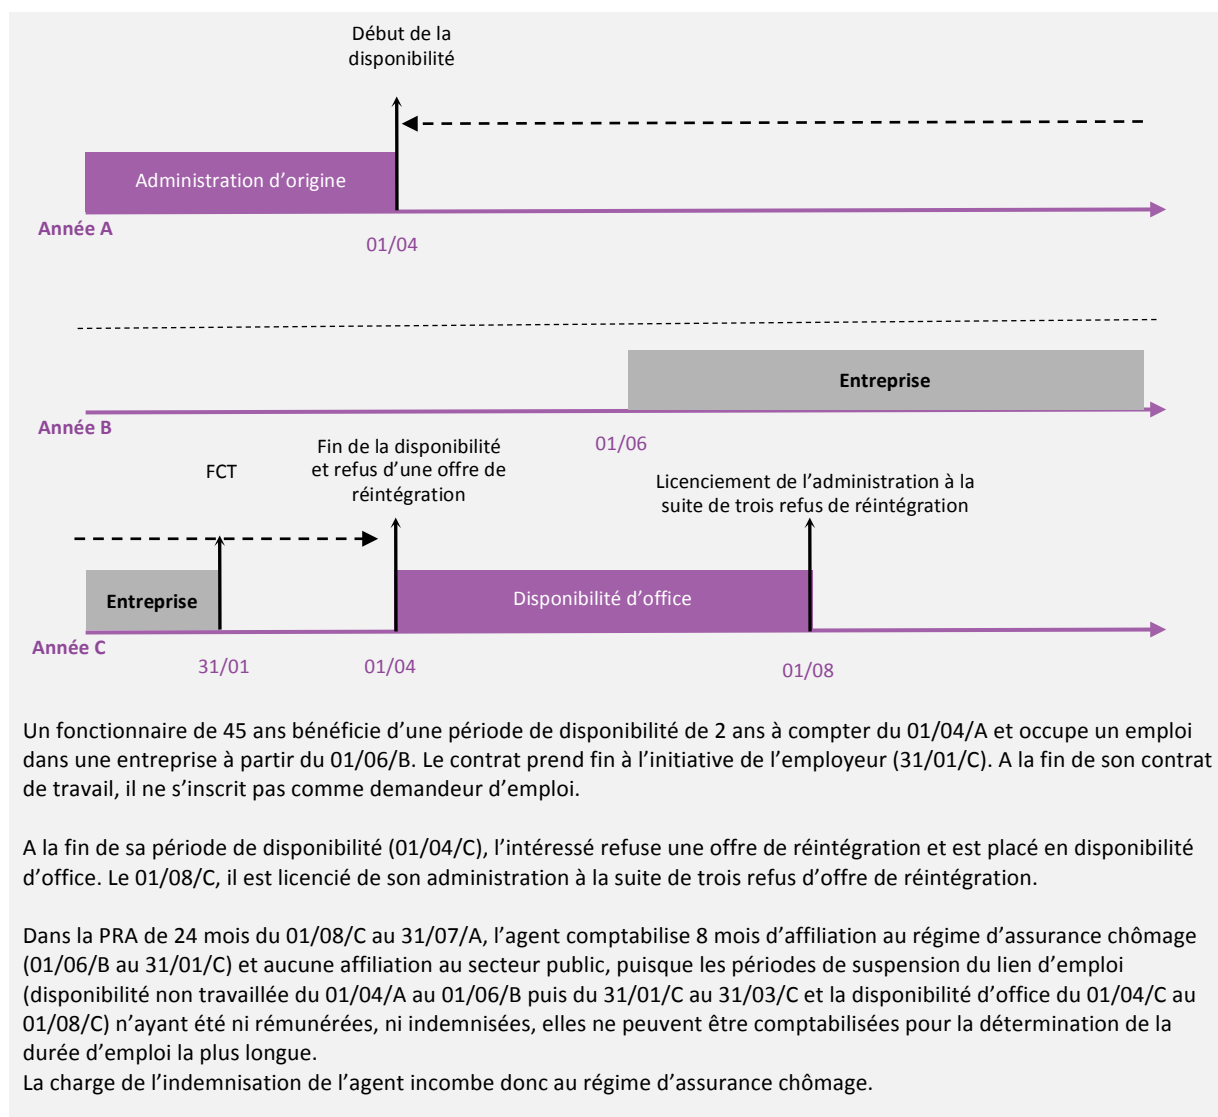 Début de la
disponibilité
Administration d’origine
Année A
01/04
Entreprise
Année B
01/06
FCT
Fin de la disponibilité
et refus d’une offre de
réintégration
Licenciement de l’administration à la
suite de trois refus de réintégration
Entreprise
Disponibilité d’office
Année C
31/01
01/04
01/08
Un fonctionnaire de 45 ans bénéficie d’une période de disponibilité de 2 ans à compter du 01/04/A et occupe un emploi
dans une entreprise à partir du 01/06/B. Le contrat prend fin à l’initiative de l’employeur (31/01/C). A la fin de son contrat
de travail, il ne s’inscrit pas comme demandeur d’emploi.
A la fin de sa période de disponibilité (01/04/C), l’intéressé refuse une offre de réintégration et est placé en disponibilité
d’office. Le 01/08/C, il est licencié de son administration à la suite de trois refus d’offre de réintégration.
Dans la PRA de 24 mois du 01/08/C au 31/07/A, l’agent comptabilise 8 mois d’affiliation au régime d’assurance chômage
(01/06/B au 31/01/C) et aucune affiliation au secteur public, puisque les périodes de suspension du lien d’emploi
(disponibilité non travaillée du 01/04/A au 01/06/B puis du 31/01/C au 31/03/C et la disponibilité d’office du 01/04/C au
01/08/C) n’ayant été ni rémunérées, ni indemnisées, elles ne peuvent être comptabilisées pour la détermination de la
durée d’emploi la plus longue.
La charge de l’indemnisation de l’agent incombe donc au régime d’assurance chômage.